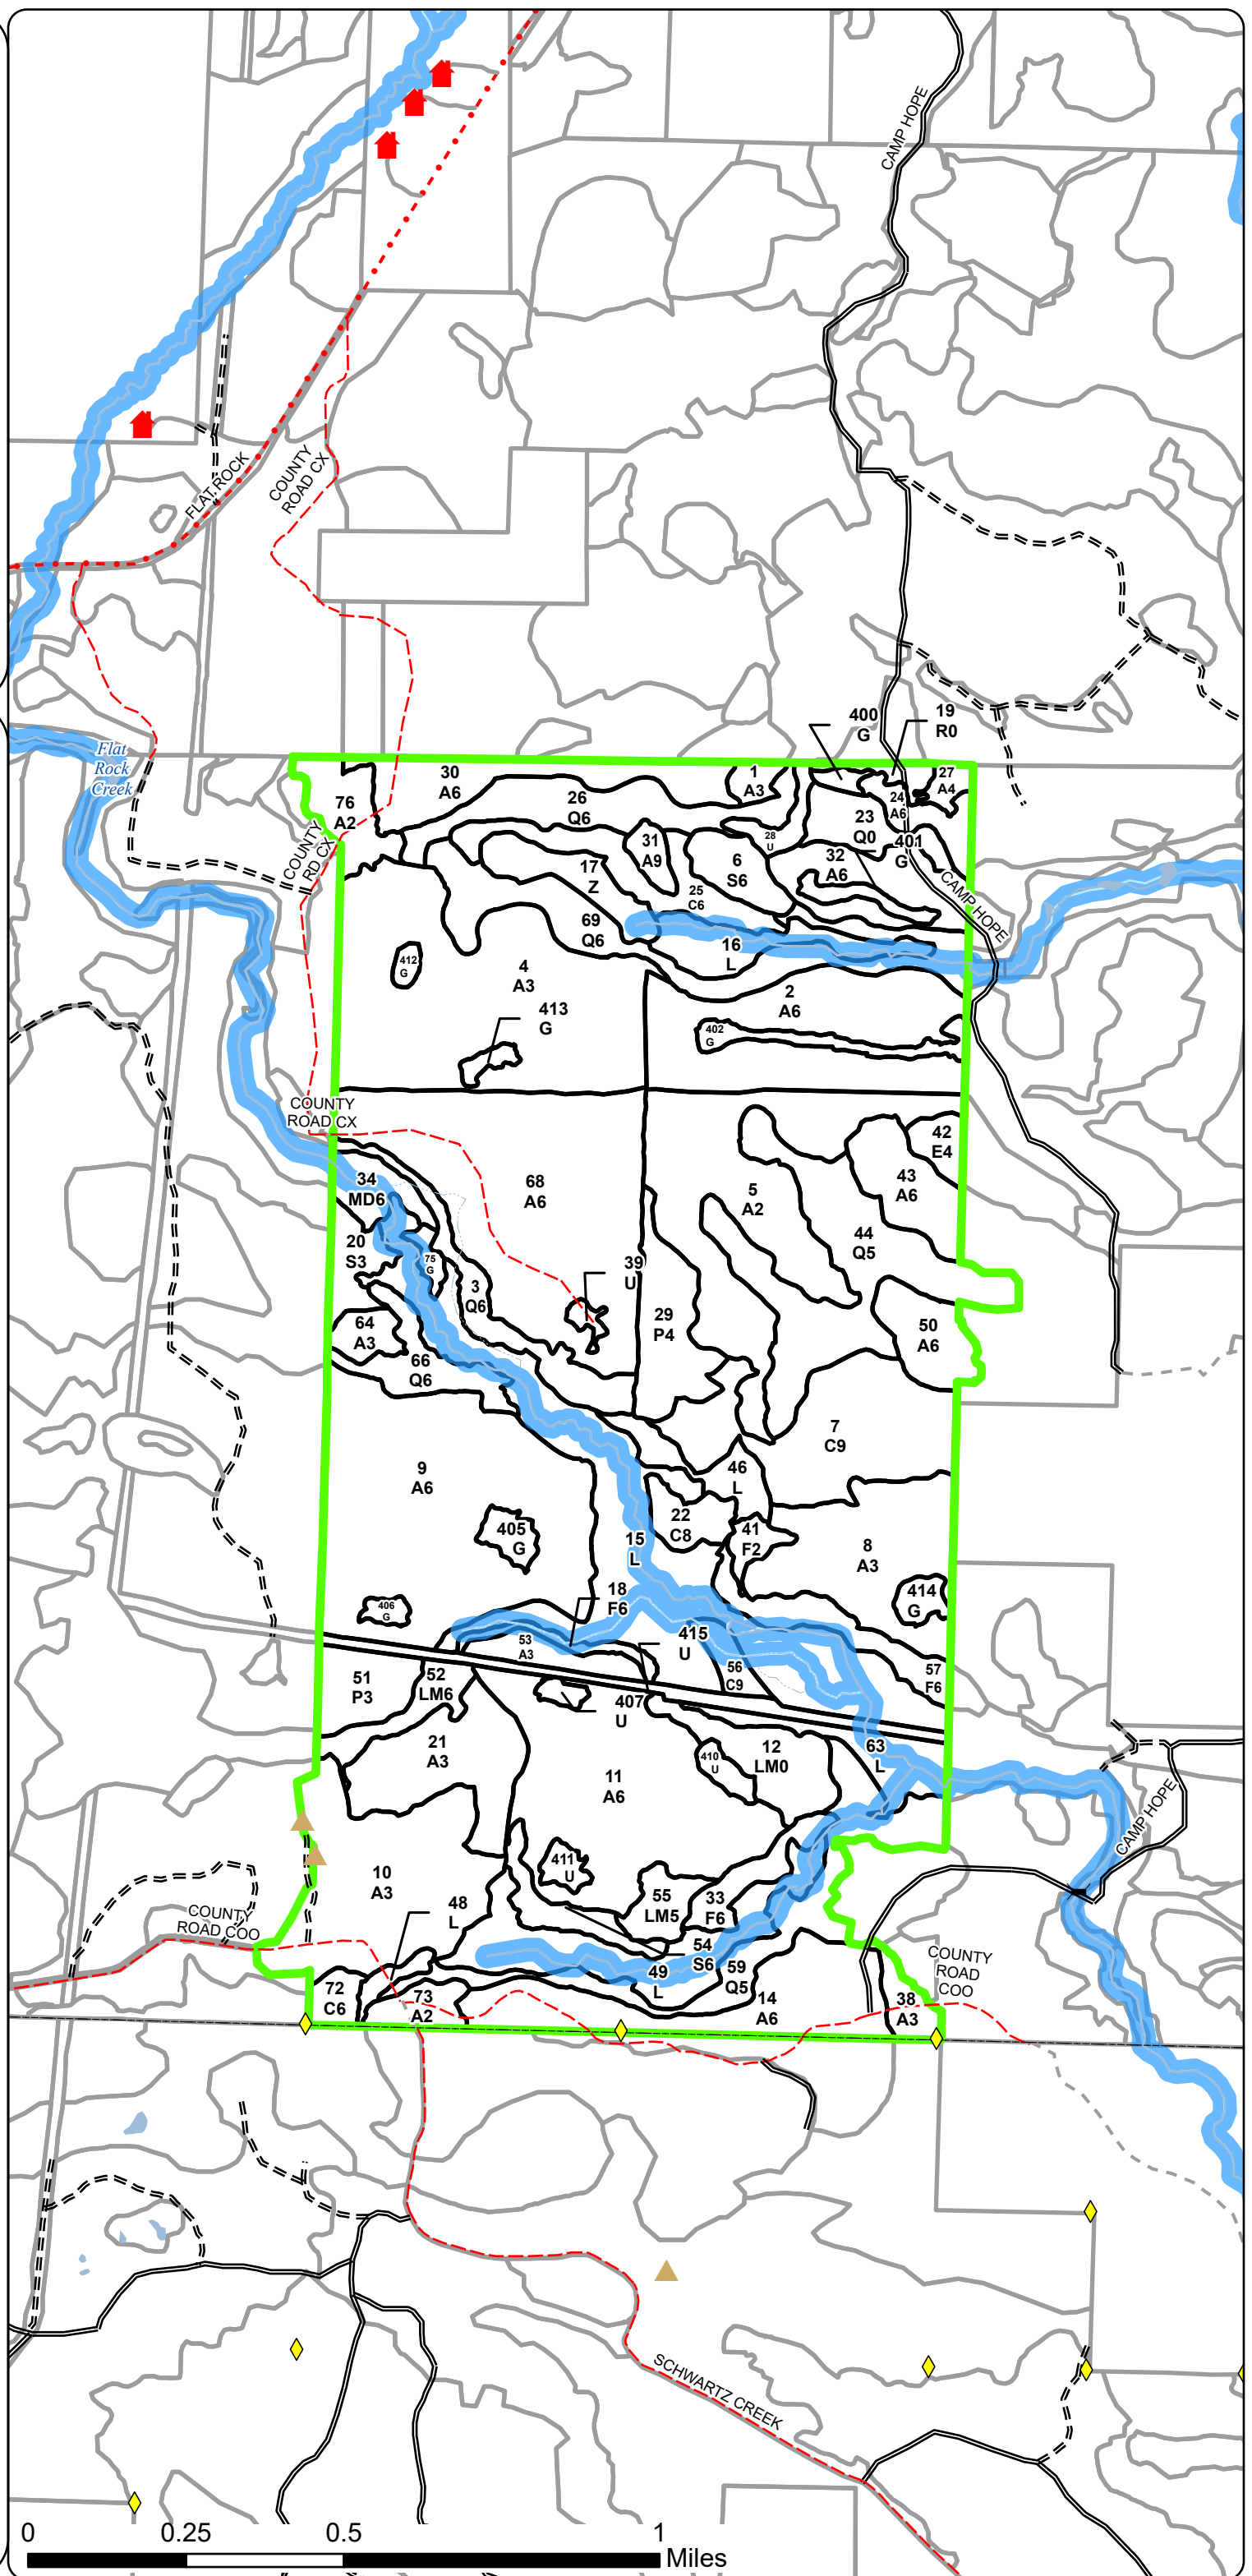 CAMP HOPE
FLAT ROCK
COUNTY
ROAD CX
400
G
19
R0
Flat
Rock
Creek
30
A6
1
A3
27
A4
76
A2
26
Q6
24
A6
23
Q0
28
U
401
G
COUNTY
RD CX
31
A9
6
S6
32
A6
17
Z
25
C6
CAMP HOPE
69
Q6
16
L
412
G
4
A3
2
A6
413
G
402
G
COUNTY
ROAD CX
42
E4
34
MD6
68
A6
5
A2
43
A6
20
S3
44
Q5
75
G
39
U
3
Q6
29
P4
64
A3
50
A6
66
Q6
7
C9
9
A6
46
L
22
C8
405
G
41
F2
15
L
8
A3
414
G
406
G
18
F6
53
A3
415
U
56
C9
57
F6
51
P3
52
LM6
407
U
21
A3
12
LM0
63
L
410
U
11
A6
CAMP HOPE
411
U
10
A3
55
LM5
33
F6
48
L
COUNTY
ROAD COO
54
S6
COUNTY
ROAD
COO
49
L
59
Q5
72
C6
73
A2
14
A6
38
A3
SCHWARTZ CREEK
0 0.25 0.5 1
Miles